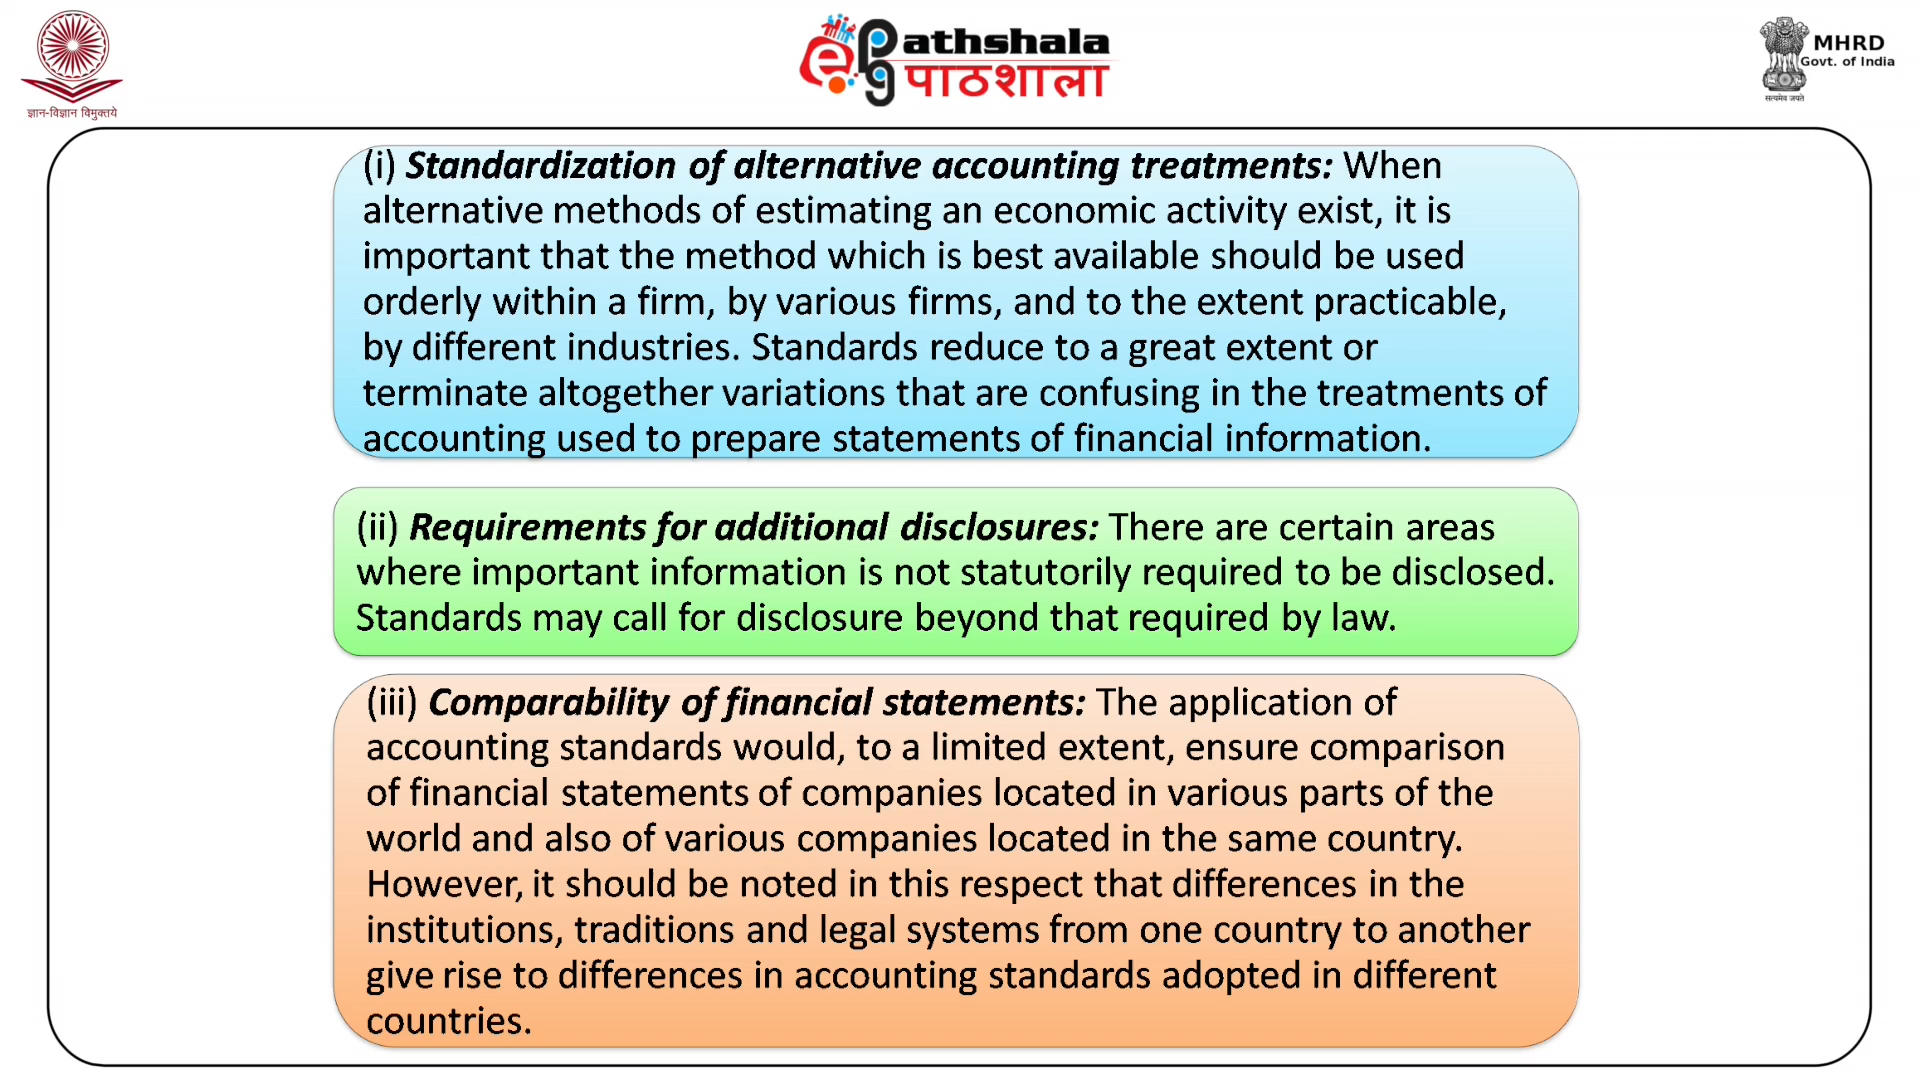 ज्ञान-विज्ञान विमुक्तये
e pg athshala
पाठशाला
MHRD
Govt. of India
सत्यमेव जयते
(i) Standardization of alternative accounting treatments: When
alternative methods of estimating an economic activity exist, it is
important that the method which is best available should be used
orderly within a firm, by various firms, and to the extent practicable,
by different industries. Standards reduce to a great extent or
terminate altogether variations that are confusing in the treatments of
accounting used to prepare statements of financial information.
(ii) Requirements for additional disclosures: There are certain areas
where important information is not statutorily required to be disclosed.
Standards may call for disclosure beyond that required by law.
(iii) Comparability of financial statements: The application of
accounting standards would, to a limited extent, ensure comparison
of financial statements of companies located in various parts of the
world and also of various companies located in the same country.
However, it should be noted in this respect that differences in the
institutions, traditions and legal systems from one country to another
give rise to differences in accounting standards adopted in different
countries.